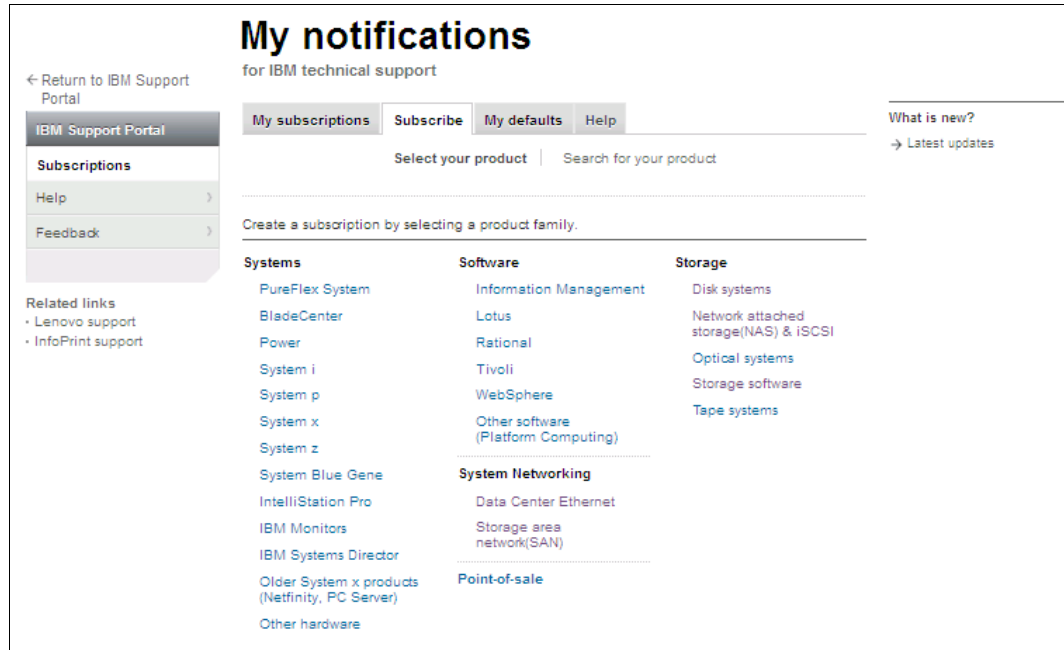 My notifications
for IBM technical support
← Return to IBM Support
Portal
IBM Support Portal
Subscriptions
Help
Feedback
Related links
· Lenovo support
· InfoPrint support
My subscriptions Subscribe My defaults Help
Select your product Search for your product
Create a subscription by selecting a product family.
Systems
PureFlex System
BladeCenter
Power
System i
System p
System x
System z
System Blue Gene
IntelliStation Pro
IBM Monitors
IBM Systems Director
Older System x products
(Netfinity, PC Server)
Other hardware
Software
Information Management
Lotus
Rational
Tivoli
WebSphere
Other software
(Platform Computing)
System Networking
Data Center Ethernet
Storage area
network(SAN)
Point-of-sale
Storage
Disk systems
Network attached
storage(NAS) & iSCSI
Optical systems
Storage software
Tape systems
What is new?
→ Latest updates